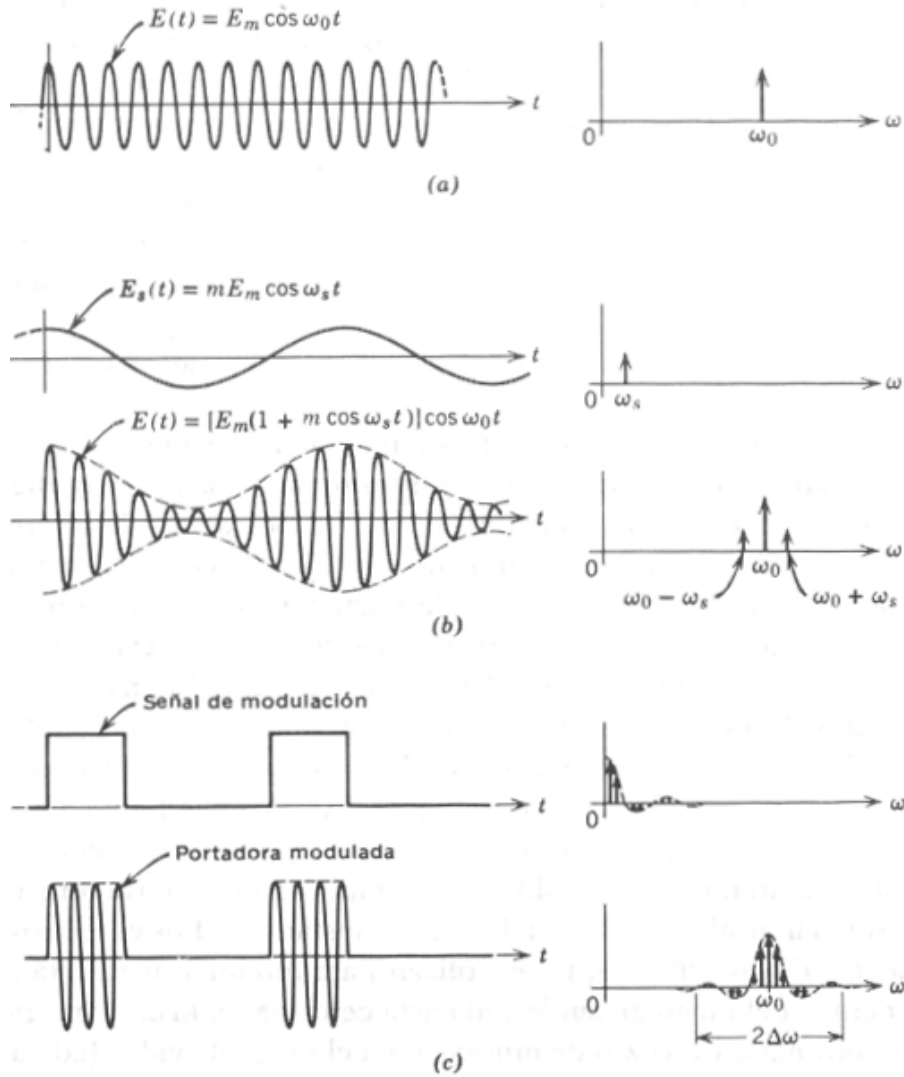 E(t) = E_m cos ω_0 t
t
0
ω_0
ω
(a)
E_s(t) = mE_m cos ω_s t
t
0
ω_s
ω
E(t) = |E_m(1 + m cos ω_s t)| cos ω_0 t
t
0
ω_0
ω
ω_0 − ω_s
ω_0 + ω_s
(b)
Señal de modulación
t
0
ω
Portadora modulada
t
0
ω_0
ω
2Δω
(c)